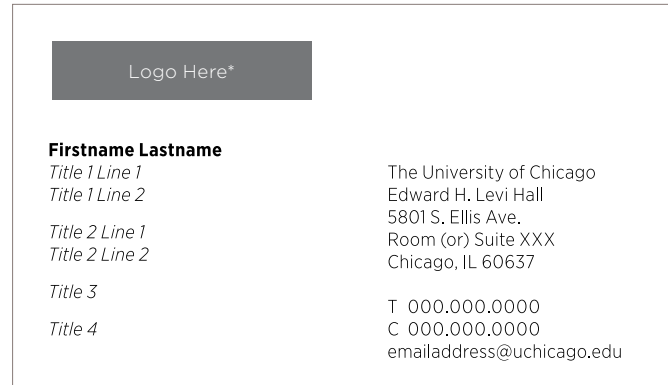 Logo Here*
Firstname Lastname
Title 1 Line 1
Title 1 Line 2
Title 2 Line 1
Title 2 Line 2
Title 3
Title 4
The University of Chicago
Edward H. Levi Hall
5801 S. Ellis Ave.
Room (or) Suite XXX
Chicago, IL 60637
T 000.000.0000
C 000.000.0000
emailaddress@uchicago.edu